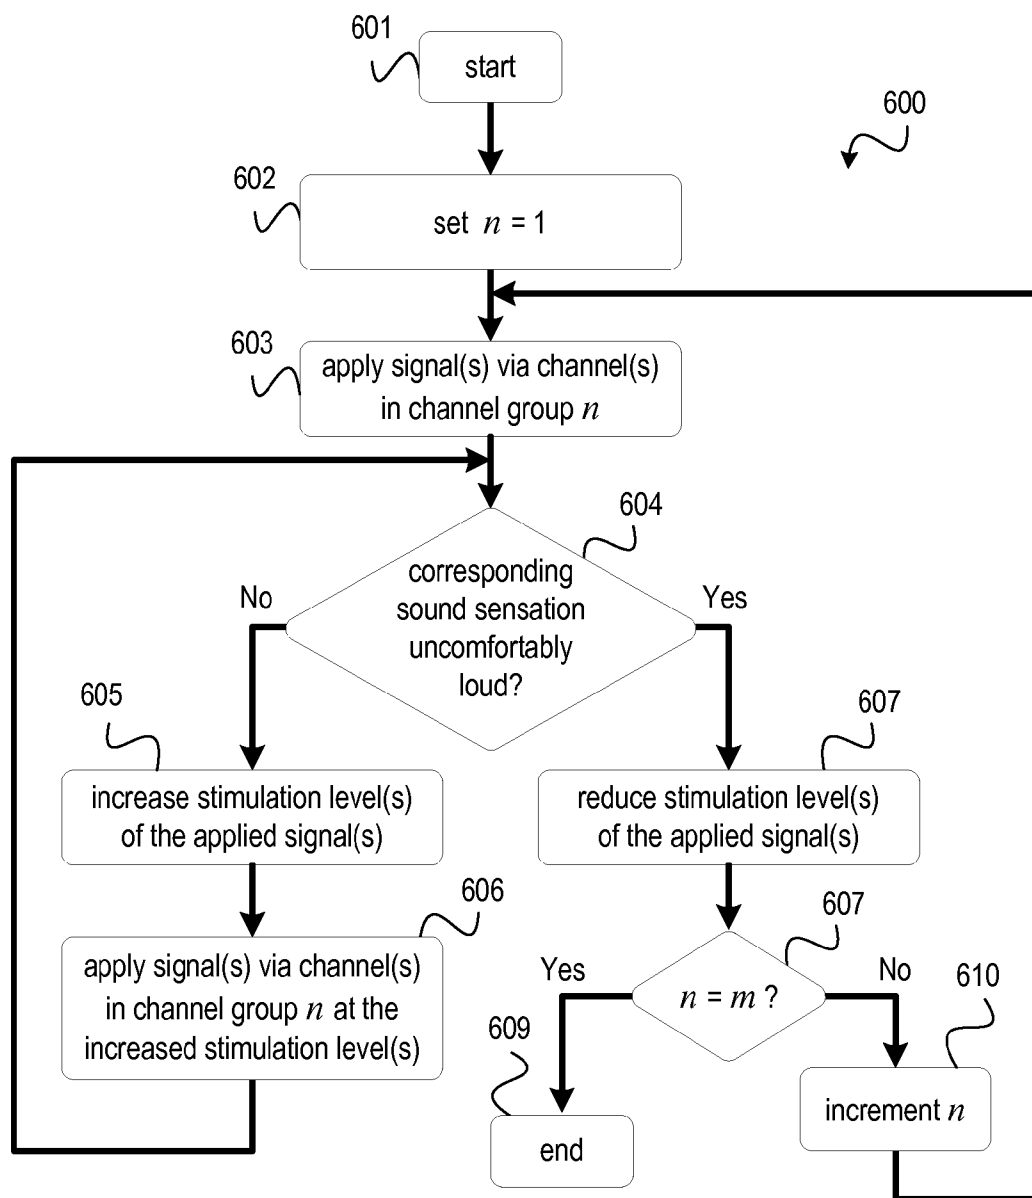 601
start
600
602
set n = 1
603
apply signal(s) via channel(s)
in channel group n
604
corresponding
sound sensation
uncomfortably
loud?
No
Yes
605
increase stimulation level(s)
of the applied signal(s)
607
reduce stimulation level(s)
of the applied signal(s)
606
apply signal(s) via channel(s)
in channel group n at the
increased stimulation level(s)
607
n = m ?
Yes
No
609
end
610
increment n